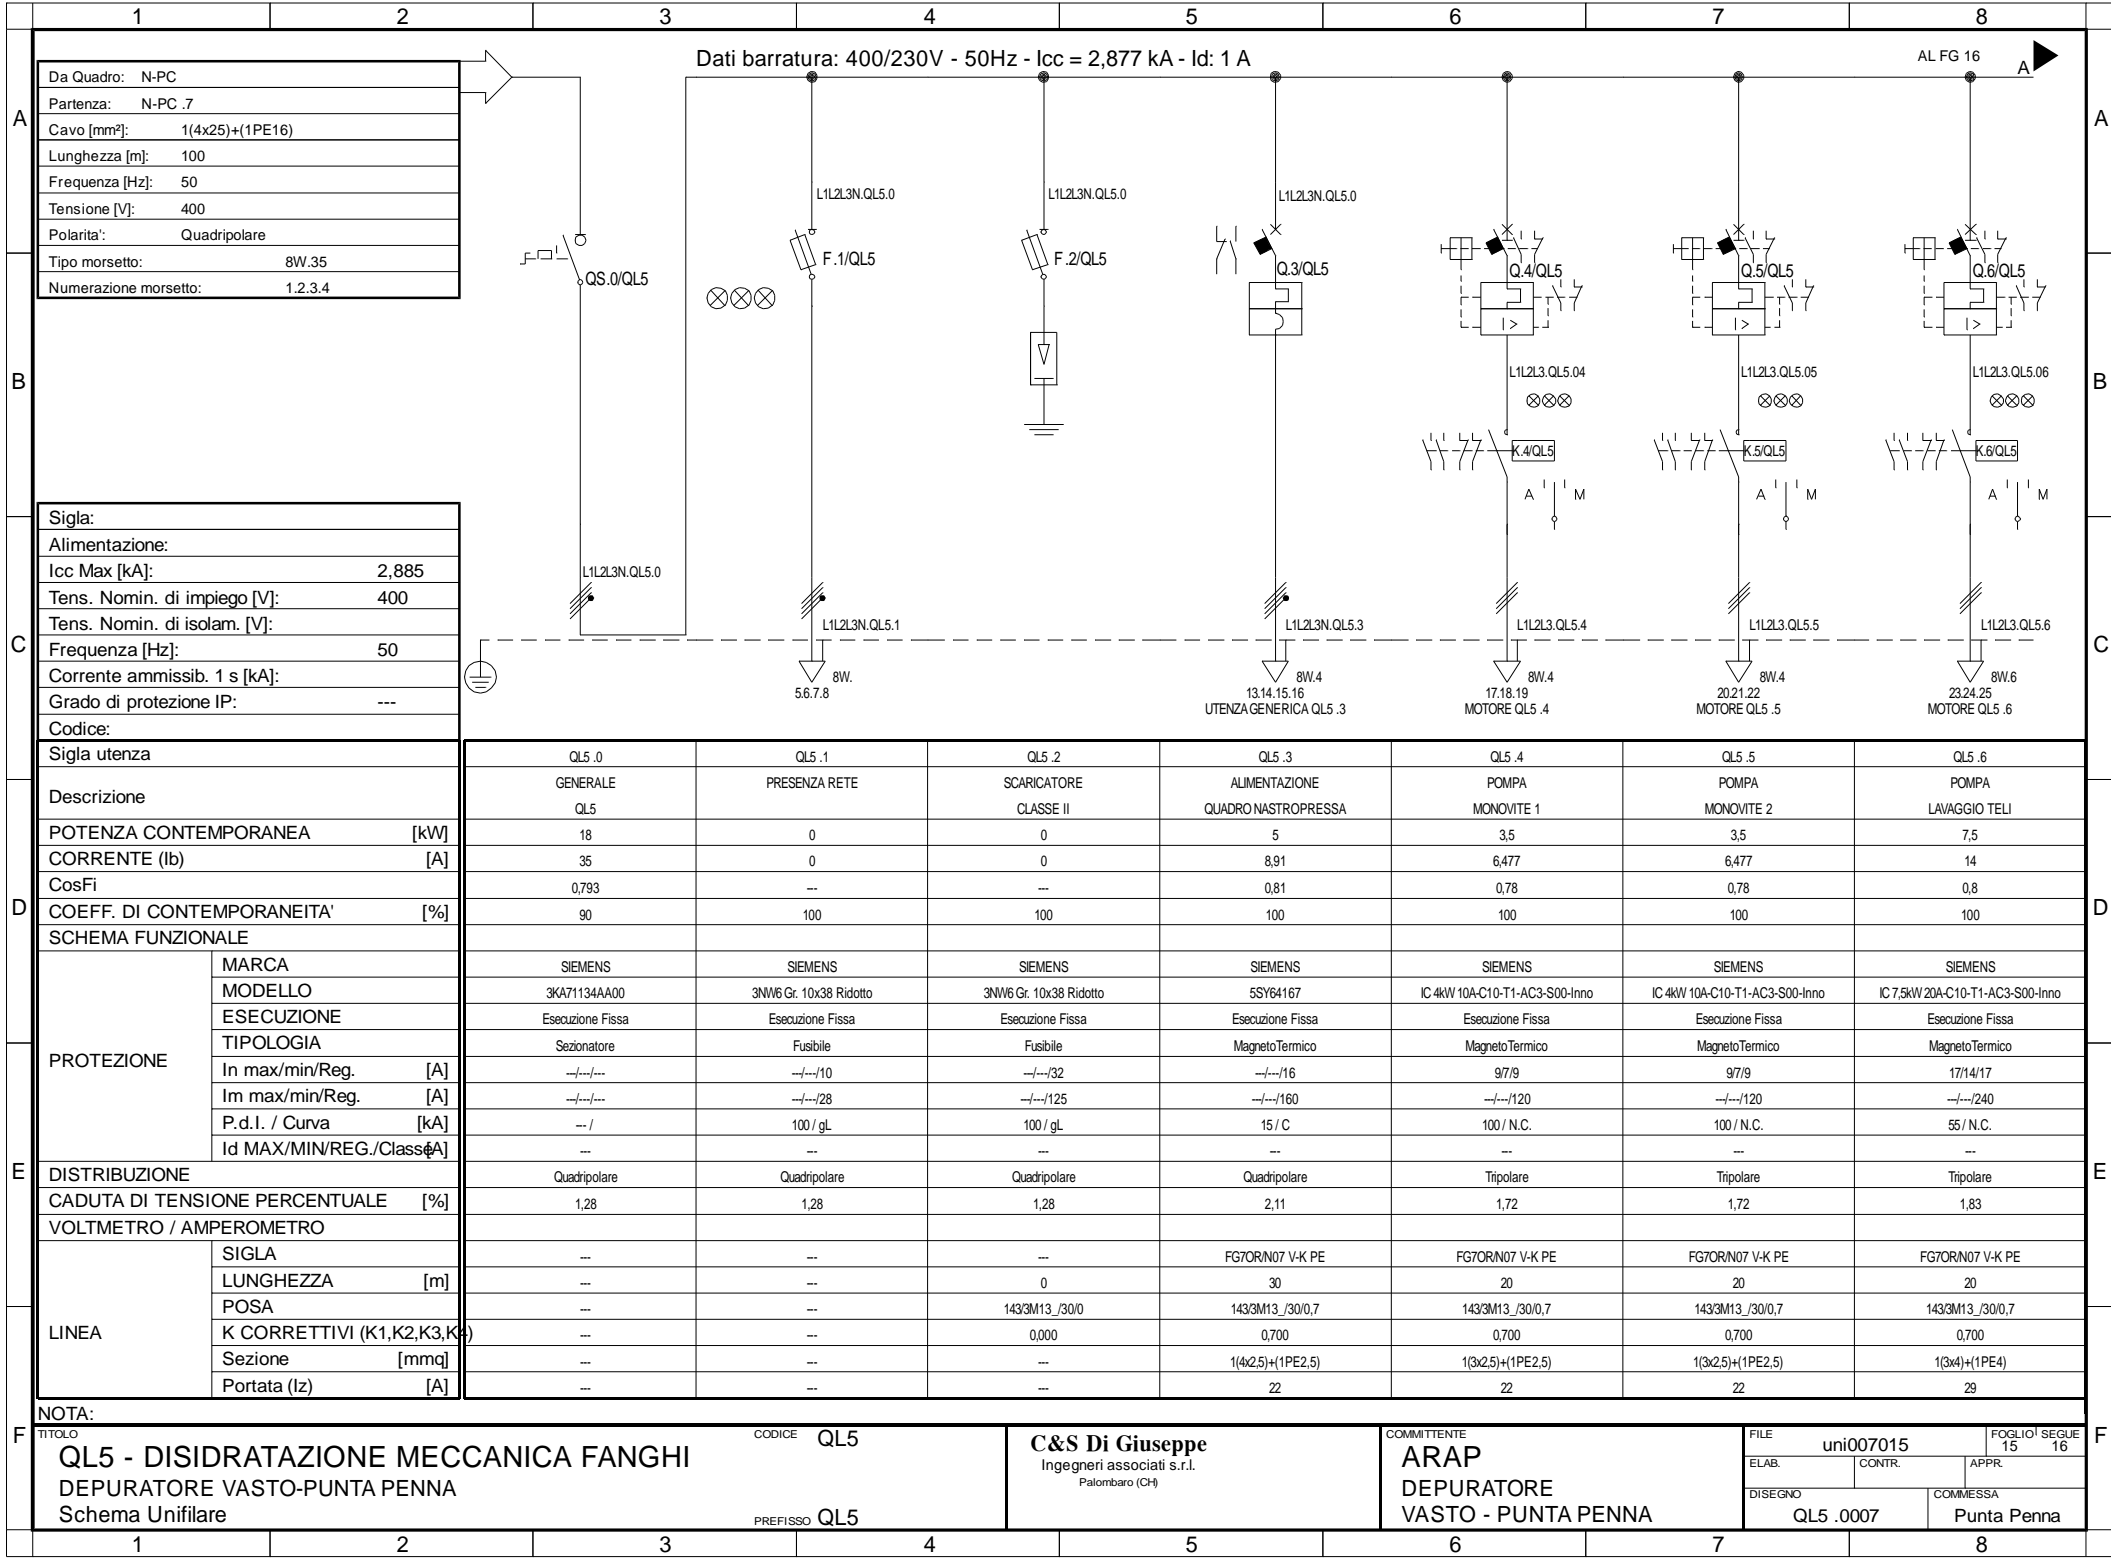 1 2 3 4 5 6 7 8
Dati barratura: 400/230V - 50Hz - Icc = 2,877 kA - Id: 1 A
AL FG 16
A
Da Quadro: N-PC
Partenza: N-PC .7
Cavo [mm²]: 1(4x25)+(1PE16)
Lunghezza [m]: 100
Frequenza [Hz]: 50
Tensione [V]: 400
Polarita': Quadripolare
Tipo morsetto: 8W.35
Numerazione morsetto: 1.2.3.4
A A
L1L2L3N.QL5.0 L1L2L3N.QL5.0 L1L2L3N.QL5.0
QS.0/QL5 F.1/QL5 F.2/QL5 Q.3/QL5 Q.4/QL5 Q.5/QL5 Q.6/QL5
I > I > I >
L1L2L3.QL5.04 L1L2L3.QL5.05 L1L2L3.QL5.06
B B
K.4/QL5 K.5/QL5 K.6/QL5
A M A M A M
Sigla:
Alimentazione:
Icc Max [kA]: 2,885
Tens. Nomin. di impiego [V]: 400
Tens. Nomin. di isolam. [V]:
Frequenza [Hz]: 50
Corrente ammissib. 1 s [kA]:
Grado di protezione IP: ---
Codice:
L1L2L3N.QL5.0
L1L2L3N.QL5.1 L1L2L3N.QL5.3 L1L2L3.QL5.4 L1L2L3.QL5.5 L1L2L3.QL5.6
C C
8W. 8W.4 8W.4 8W.4 8W.6
5.6.7.8 13.14.15.16 17.18.19 20.21.22 23.24.25
UTENZA GENERICA QL5 .3 MOTORE QL5 .4 MOTORE QL5 .5 MOTORE QL5 .6
Sigla utenza QL5 .0 QL5 .1 QL5 .2 QL5 .3 QL5 .4 QL5 .5 QL5 .6
Descrizione
GENERALE PRESENZA RETE SCARICATORE ALIMENTAZIONE POMPA POMPA POMPA
QL5 CLASSE II QUADRO NASTROPRESSA MONOVITE 1 MONOVITE 2 LAVAGGIO TELI
POTENZA CONTEMPORANEA [kW] 18 0 0 5 3,5 3,5 7,5
CORRENTE (Ib) [A] 35 0 0 8,91 6,477 6,477 14
CosFi 0,793 --- --- 0,81 0,78 0,78 0,8
D D
COEFF. DI CONTEMPORANEITA' [%] 90 100 100 100 100 100 100
SCHEMA FUNZIONALE
PROTEZIONE
MARCA SIEMENS SIEMENS SIEMENS SIEMENS SIEMENS SIEMENS SIEMENS
MODELLO 3KA71134AA00 3NW6 Gr. 10x38 Ridotto 3NW6 Gr. 10x38 Ridotto 5SY64167 IC 4kW 10A-C10-T1-AC3-S00-Inno IC 4kW 10A-C10-T1-AC3-S00-Inno IC 7,5kW 20A-C10-T1-AC3-S00-Inno
ESECUZIONE Esecuzione Fissa Esecuzione Fissa Esecuzione Fissa Esecuzione Fissa Esecuzione Fissa Esecuzione Fissa Esecuzione Fissa
TIPOLOGIA Sezionatore Fusibile Fusibile MagnetoTermico MagnetoTermico MagnetoTermico MagnetoTermico
In max/min/Reg. [A] ---/---/--- ---/---/10 ---/---/32 ---/---/16 9/7/9 9/7/9 17/14/17
Im max/min/Reg. [A] ---/---/--- ---/---/28 ---/---/125 ---/---/160 ---/---/120 ---/---/120 ---/---/240
P.d.I. / Curva [kA] --- / 100 / gL 100 / gL 15 / C 100 / N.C. 100 / N.C. 55 / N.C.
Id MAX/MIN/REG./Classe [A] --- --- --- --- --- --- ---
E E
DISTRIBUZIONE Quadripolare Quadripolare Quadripolare Quadripolare Tripolare Tripolare Tripolare
CADUTA DI TENSIONE PERCENTUALE [%] 1,28 1,28 1,28 2,11 1,72 1,72 1,83
VOLTMETRO / AMPEROMETRO
LINEA
SIGLA --- --- --- FG7OR/N07 V-K PE FG7OR/N07 V-K PE FG7OR/N07 V-K PE FG7OR/N07 V-K PE
LUNGHEZZA [m] --- --- 0 30 20 20 20
POSA --- --- 143/3M13_/30/0 143/3M13_/30/0,7 143/3M13_/30/0,7 143/3M13_/30/0,7 143/3M13_/30/0,7
K CORRETTIVI (K1,K2,K3,K4) --- --- 0,000 0,700 0,700 0,700 0,700
Sezione [mmq] --- --- --- 1(4x2,5)+(1PE2,5) 1(3x2,5)+(1PE2,5) 1(3x2,5)+(1PE2,5) 1(3x4)+(1PE4)
Portata (Iz) [A] --- --- --- 22 22 22 29
NOTA:
F F
TITOLO
QL5 - DISIDRATAZIONE MECCANICA FANGHI
DEPURATORE VASTO-PUNTA PENNA
Schema Unifilare
CODICE QL5
PREFISSO QL5
C&S Di Giuseppe
Ingegneri associati s.r.l.
Palombaro (CH)
COMMITTENTE
ARAP
DEPURATORE
VASTO - PUNTA PENNA
FILE uni007015
FOGLIO 15 SEGUE 16
ELAB. CONTR. APPR.
DISEGNO QL5 .0007
COMMESSA Punta Penna
1 2 3 4 5 6 7 8